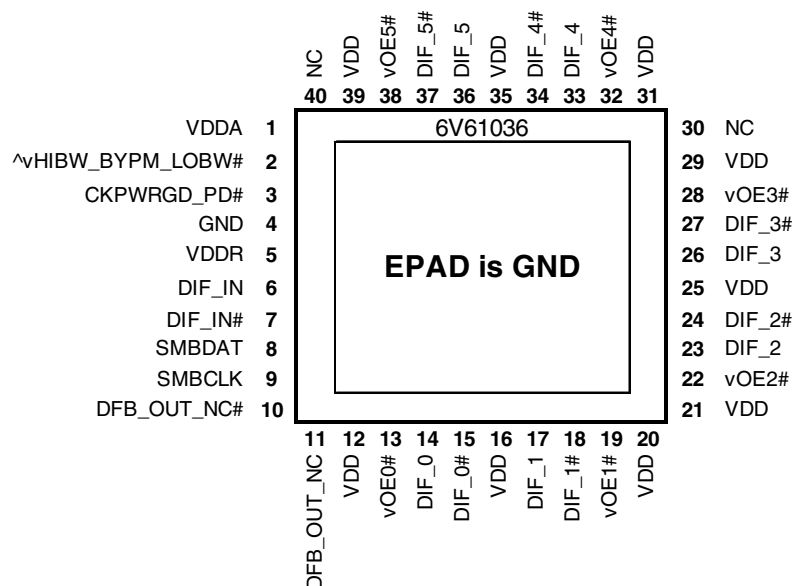 NC VDD vOE5# DIF_5# DIF_5 VDD DIF_4# DIF_4 vOE4# VDD
40 39 38 37 36 35 34 33 32 31
6V61036
VDDA 1
^vHIBW_BYPM_LOBW# 2
CKPWRGD_PD# 3
GND 4
VDDR 5
DIF_IN 6
DIF_IN# 7
SMBDAT 8
SMBCLK 9
DFB_OUT_NC# 10
EPAD is GND
30 NC
29 VDD
28 vOE3#
27 DIF_3#
26 DIF_3
25 VDD
24 DIF_2#
23 DIF_2
22 vOE2#
21 VDD
11 12 13 14 15 16 17 18 19 20
DFB_OUT_NC VDD vOE0# DIF_0 DIF_0# VDD DIF_1 DIF_1# vOE1# VDD